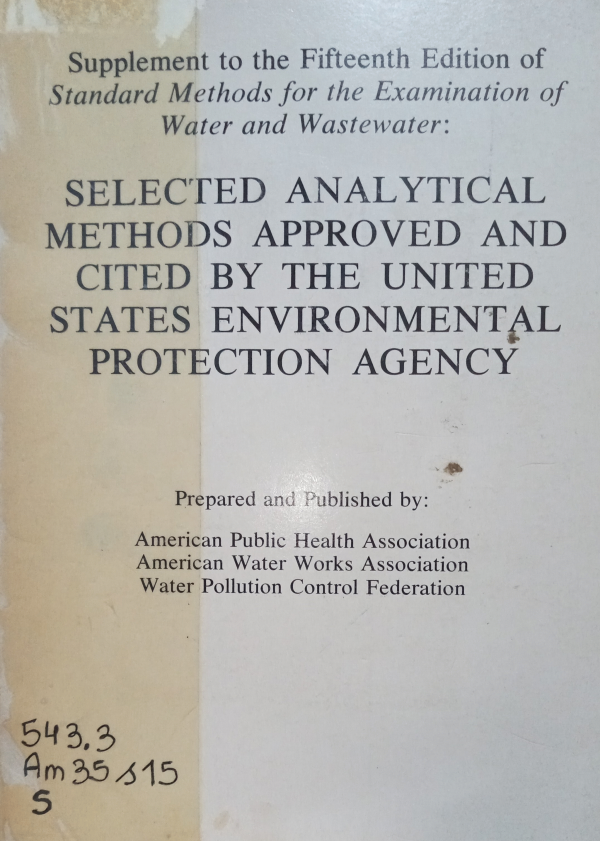 Supplement to the Fifteenth Edition of
Standard Methods for the Examination of
Water and Wastewater:
SELECTED ANALYTICAL
METHODS APPROVED AND
CITED BY THE UNITED
STATES ENVIRONMENTAL
PROTECTION AGENCY
Prepared and Published by:
American Public Health Association
American Water Works Association
Water Pollution Control Federation
543.3
Am35s15
S